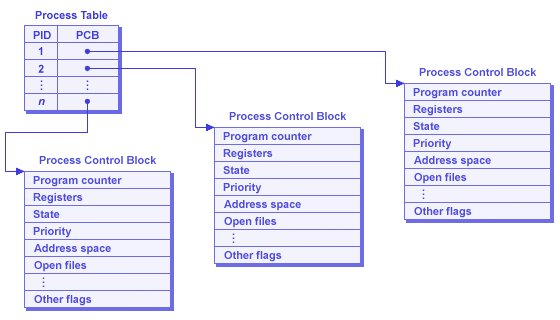 Process Table
PID PCB
1
2
⋮ ⋮
n
Process Control Block
Program counter
Registers
State
Priority
Address space
Open files
⋮
Other flags
Process Control Block
Program counter
Registers
State
Priority
Address space
Open files
⋮
Other flags
Process Control Block
Program counter
Registers
State
Priority
Address space
Open files
⋮
Other flags